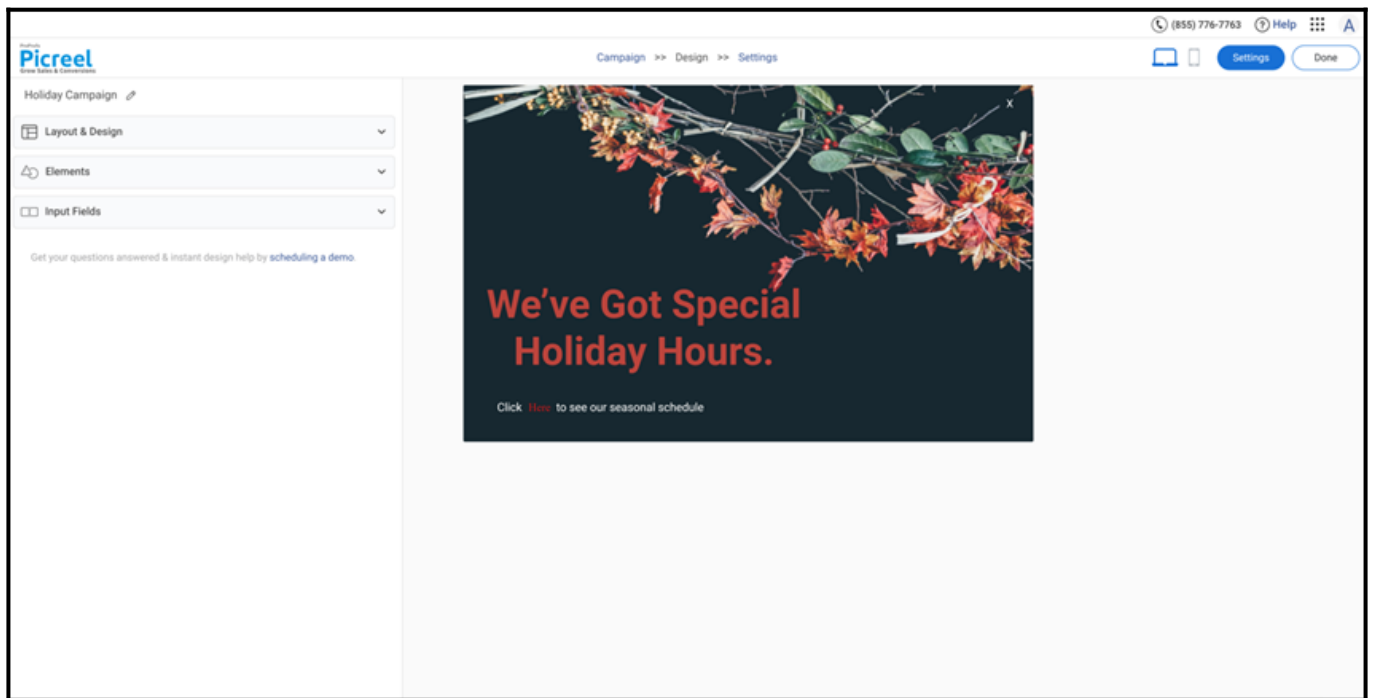 (855) 776-7763 ? Help A
ProProfs
Picreel
Grow Sales & Conversions
Campaign >> Design >> Settings
Settings Done
Holiday Campaign
Layout & Design
Elements
Input Fields
Get your questions answered & instant design help by scheduling a demo.
X
We've Got Special
Holiday Hours.
Click Here to see our seasonal schedule